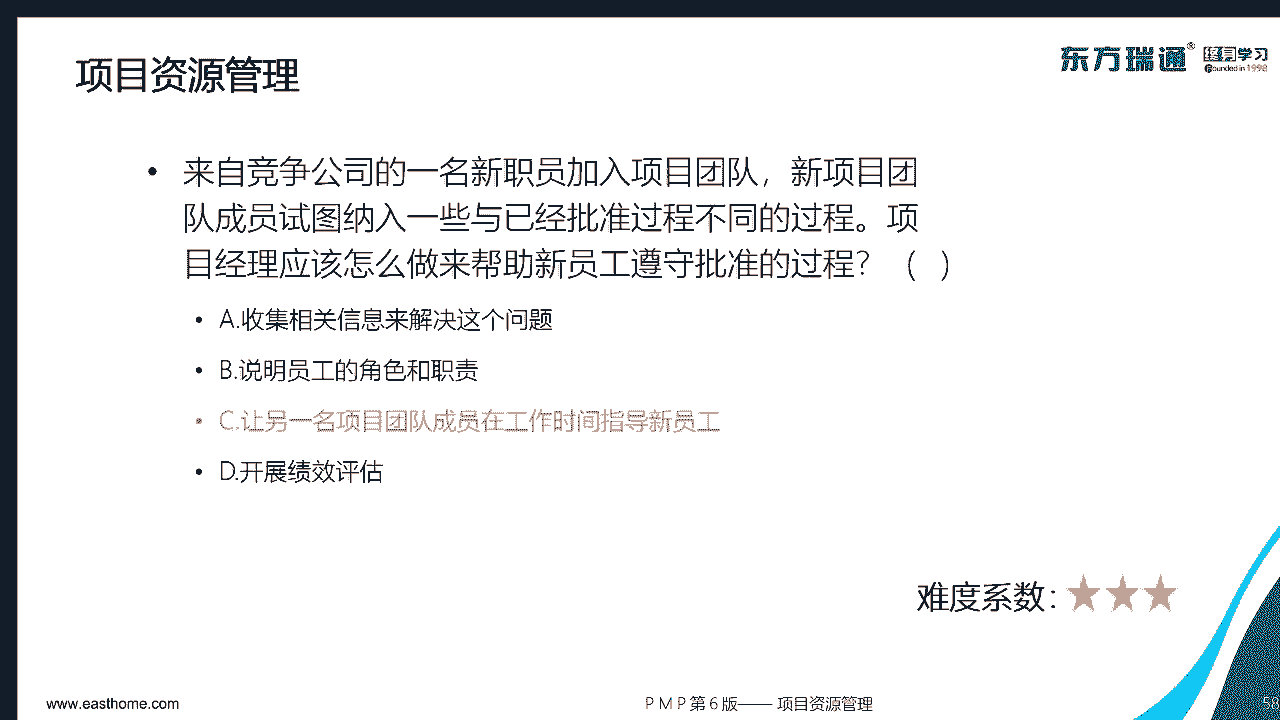 项目资源管理
东方瑞通® 终身学习
Founded in 1998
• 来自竞争公司的一名新职员加入项目团队，新项目团
队成员试图纳入一些与已经批准过程不同的过程。项
目经理应该怎么做来帮助新员工遵守批准的过程？（ ）
• A.收集相关信息来解决这个问题
• B.说明员工的角色和职责
• C.让另一名项目团队成员在工作时间指导新员工
• D.开展绩效评估
难度系数：★★★
www.easthome.com
PMP第6版—— 项目资源管理